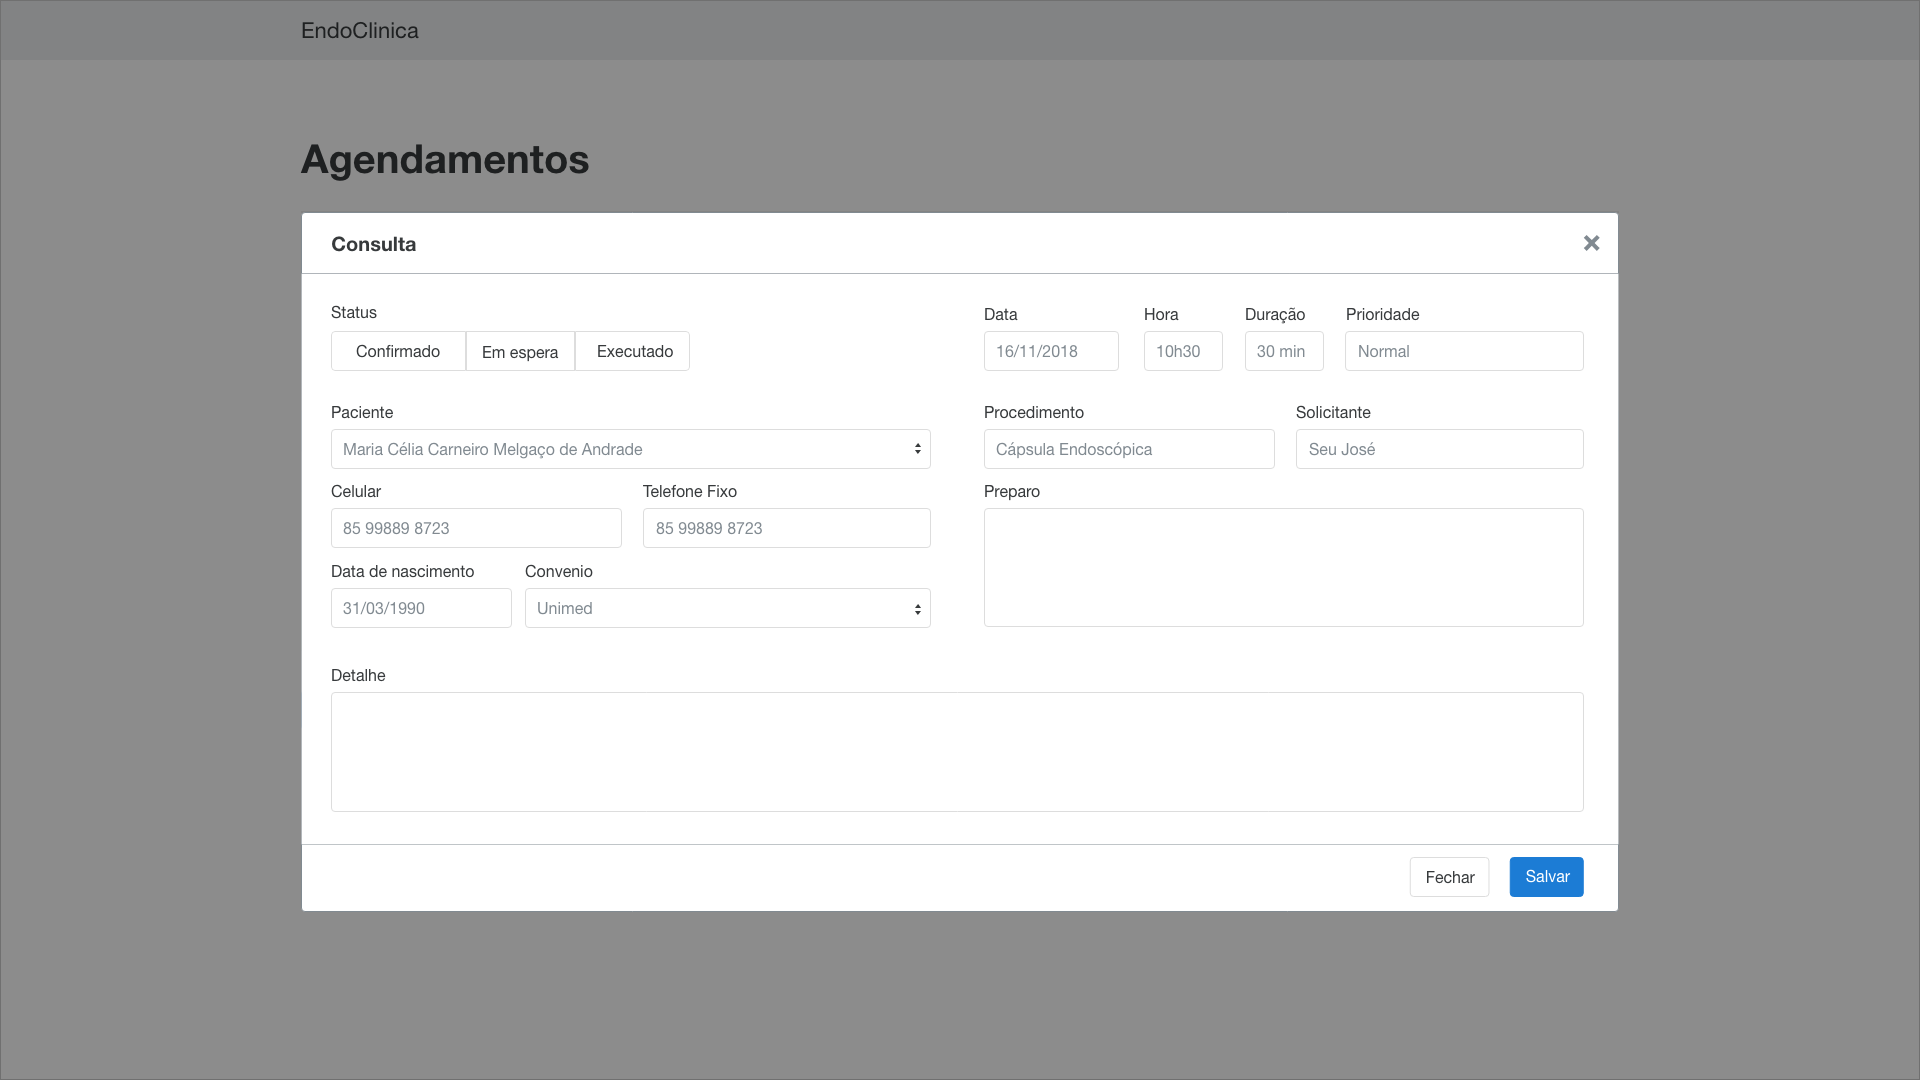 EndoClinica
Agendamentos
Consulta
Status
Confirmado Em espera Executado
Data Hora Duração Prioridade
16/11/2018 10h30 30 min Normal
Paciente
Maria Célia Carneiro Melgaço de Andrade
Procedimento Solicitante
Cápsula Endoscópica Seu José
Celular Telefone Fixo
85 99889 8723 85 99889 8723
Preparo
Data de nascimento Convenio
31/03/1990 Unimed
Detalhe
Fechar Salvar